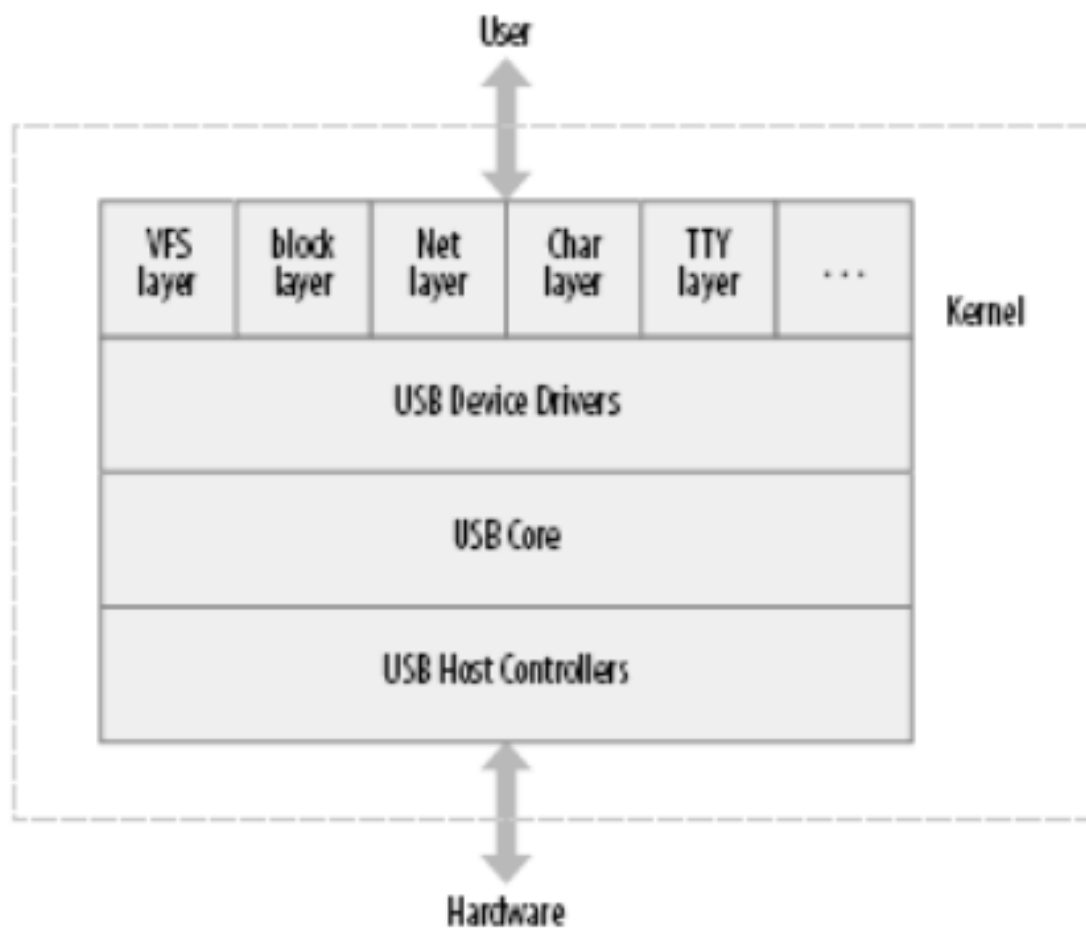 User
VFS
layer
block
layer
Net
layer
Char
layer
TTY
layer
...
Kernel
USB Device Drivers
USB Core
USB Host Controllers
Hardware